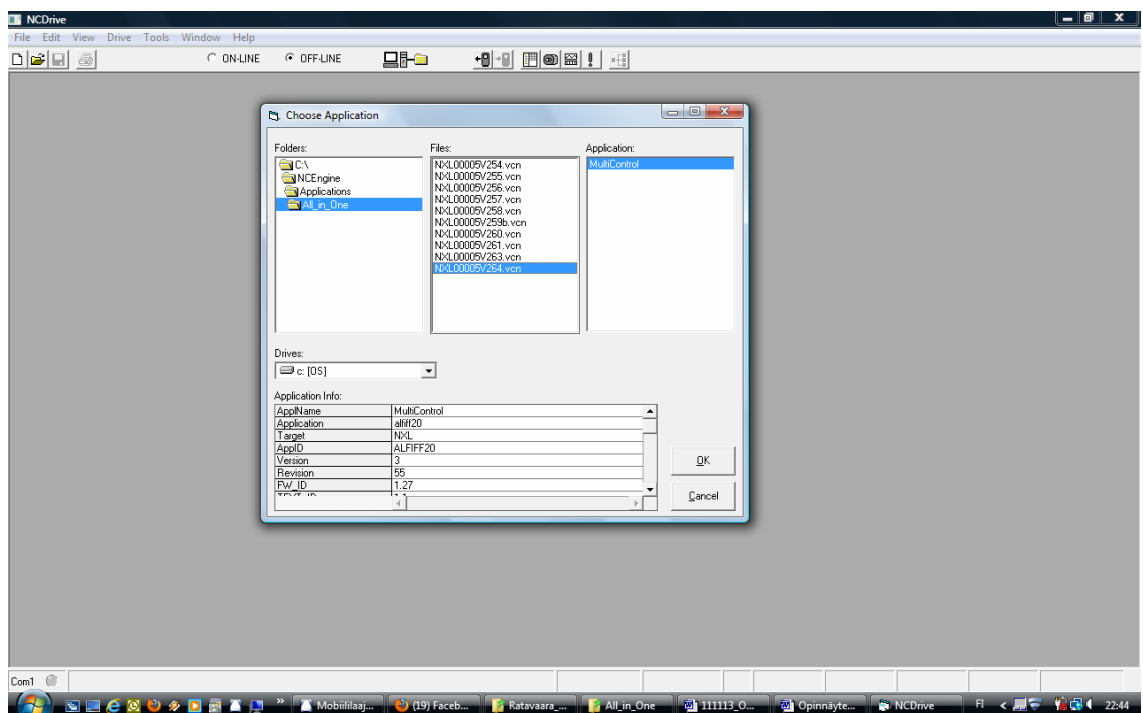 NCDrive
File Edit View Drive Tools Window Help
ON-LINE OFF-LINE
Choose Application
Folders: Files: Application:
C:\ NXL00005V254.vcn MultiControl
NCEngine NXL00005V255.vcn
Applications NXL00005V256.vcn
All_in_One NXL00005V257.vcn
NXL00005V258.vcn
NXL00005V259b.vcn
NXL00005V260.vcn
NXL00005V261.vcn
NXL00005V263.vcn
NXL00005V264.vcn
Drives:
c: [OS]
Application Info:
ApplName MultiControl
Application alfiff20
Target NXL
AppID ALFIFF20
Version 3
Revision 55
FW_ID 1.27
OK
Cancel
Com1
Mobiililaaj... (19) Faceb... Ratavaara_... All_in_One 111113_O... Opinnäyte... NCDrive FI 22:44